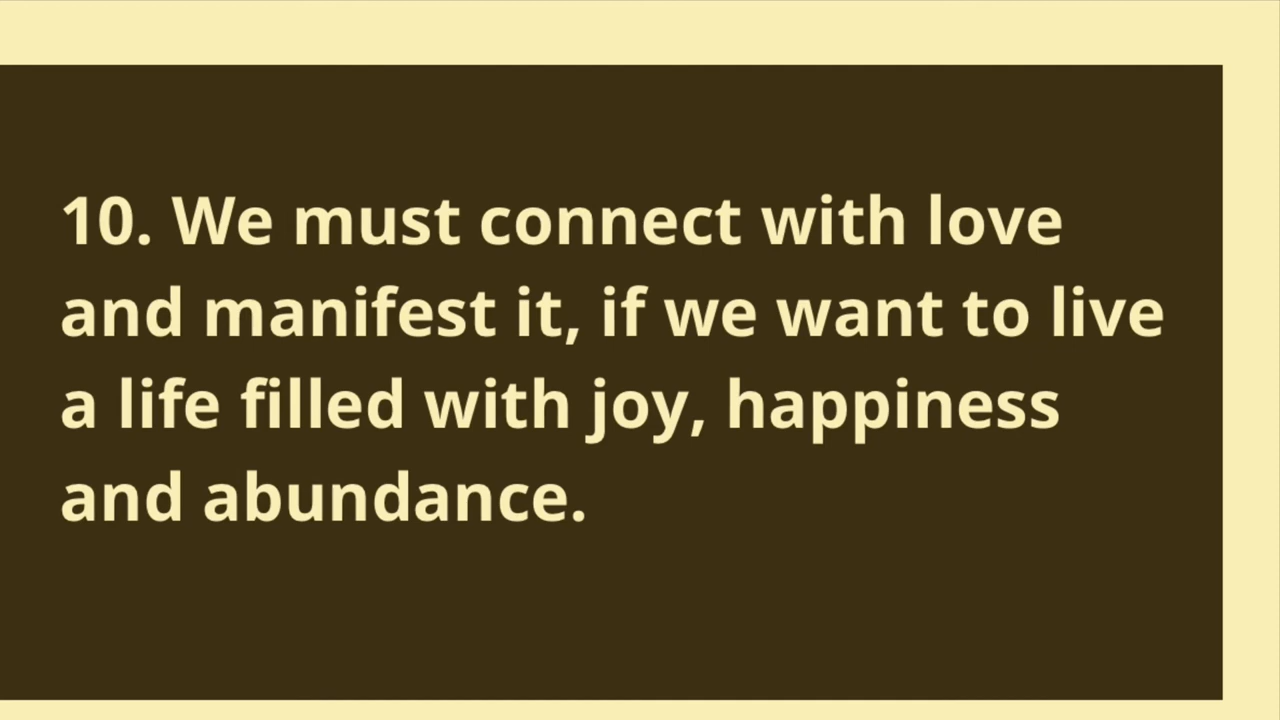 10. We must connect with love
and manifest it, if we want to live
a life filled with joy, happiness
and abundance.